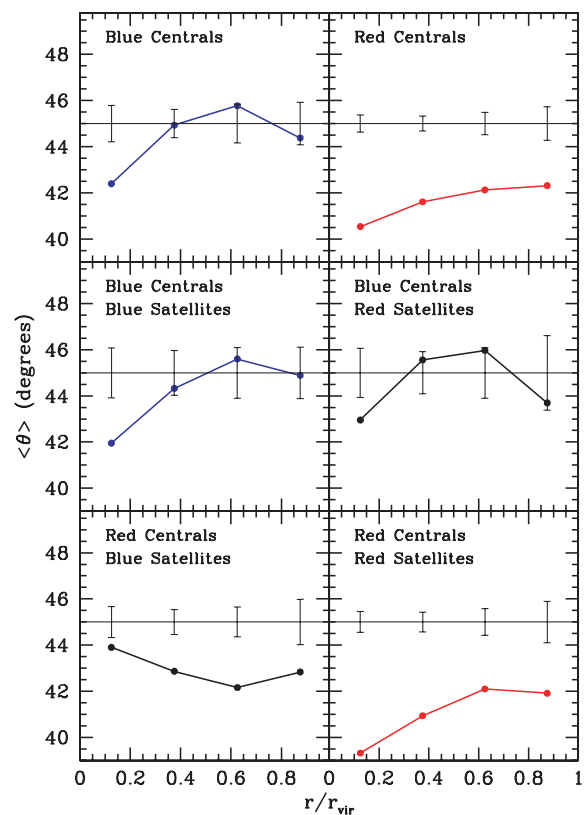 48
46
44
42
40
Blue Centrals
Red Centrals
48
46
44
42
40
Blue Centrals
Blue Satellites
Blue Centrals
Red Satellites
<θ> (degrees)
48
46
44
42
40
Red Centrals
Blue Satellites
Red Centrals
Red Satellites
0 0.2 0.4 0.6 0.8 0 0.2 0.4 0.6 0.8 1
r/r_vir